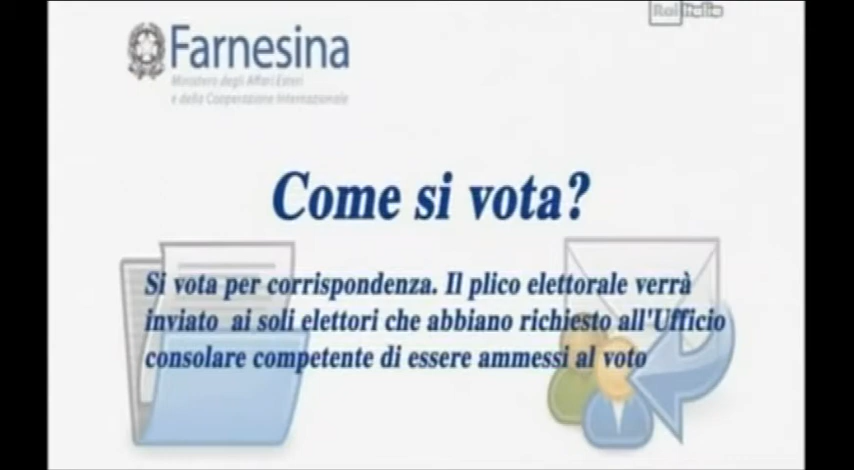 Rai Italia
Farnesina
Ministero degli Affari Esteri
e della Cooperazione Internazionale
Come si vota?
Si vota per corrispondenza. Il plico elettorale verrà
inviato ai soli elettori che abbiano richiesto all'Ufficio
consolare competente di essere ammessi al voto